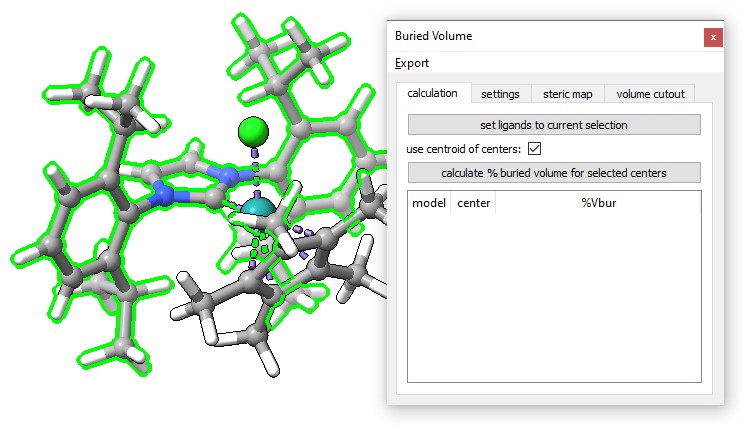 Buried Volume
x
Export
calculation settings steric map volume cutout
set ligands to current selection
use centroid of centers:
calculate % buried volume for selected centers
model center %Vbur